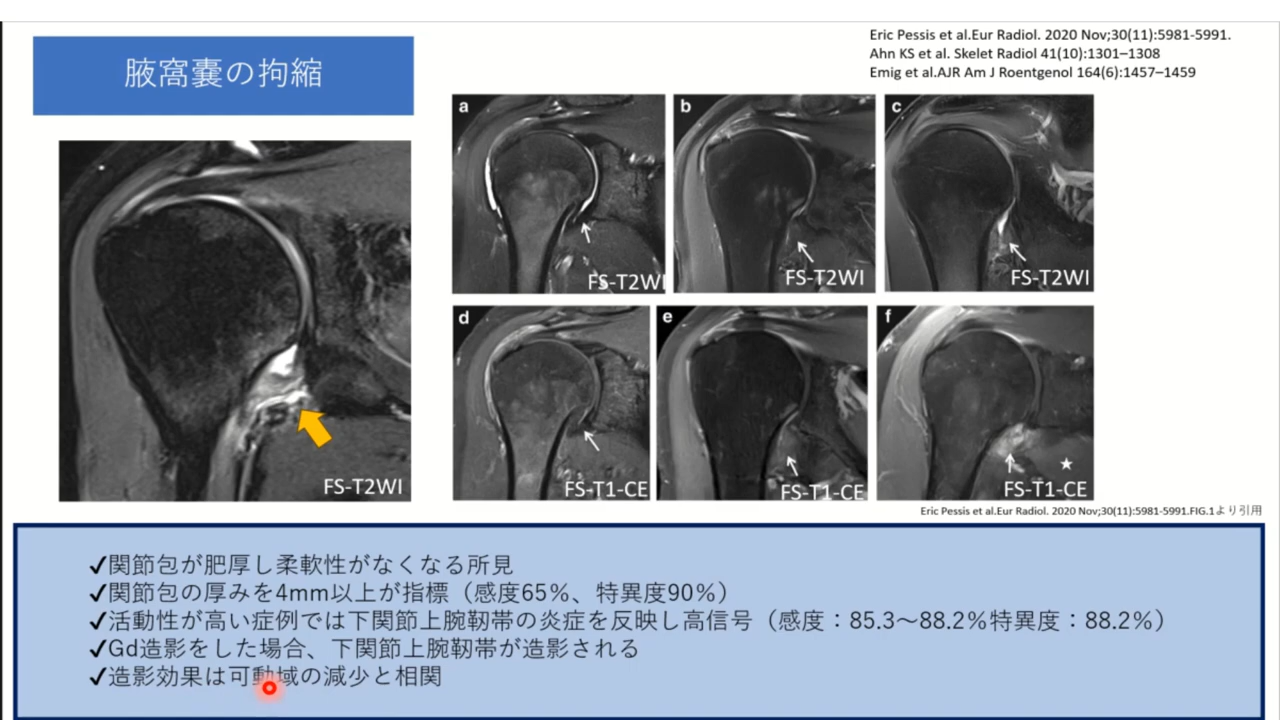 腋窩嚢の拘縮
Eric Pessis et al.Eur Radiol. 2020 Nov;30(11):5981-5991.
Ahn KS et al. Skelet Radiol 41(10):1301–1308
Emig et al.AJR Am J Roentgenol 164(6):1457–1459
FS-T2WI
a
FS-T2WI
b
FS-T2WI
c
FS-T2WI
d
FS-T1-CE
e
FS-T1-CE
f
FS-T1-CE
Eric Pessis et al.Eur Radiol. 2020 Nov;30(11):5981-5991.FIG.1より引用
✓関節包が肥厚し柔軟性がなくなる所見
✓関節包の厚みを4mm以上が指標（感度65%、特異度90%）
✓活動性が高い症例では下関節上腕靭帯の炎症を反映し高信号（感度：85.3～88.2%特異度：88.2%）
✓Gd造影をした場合、下関節上腕靭帯が造影される
✓造影効果は可動域の減少と相関